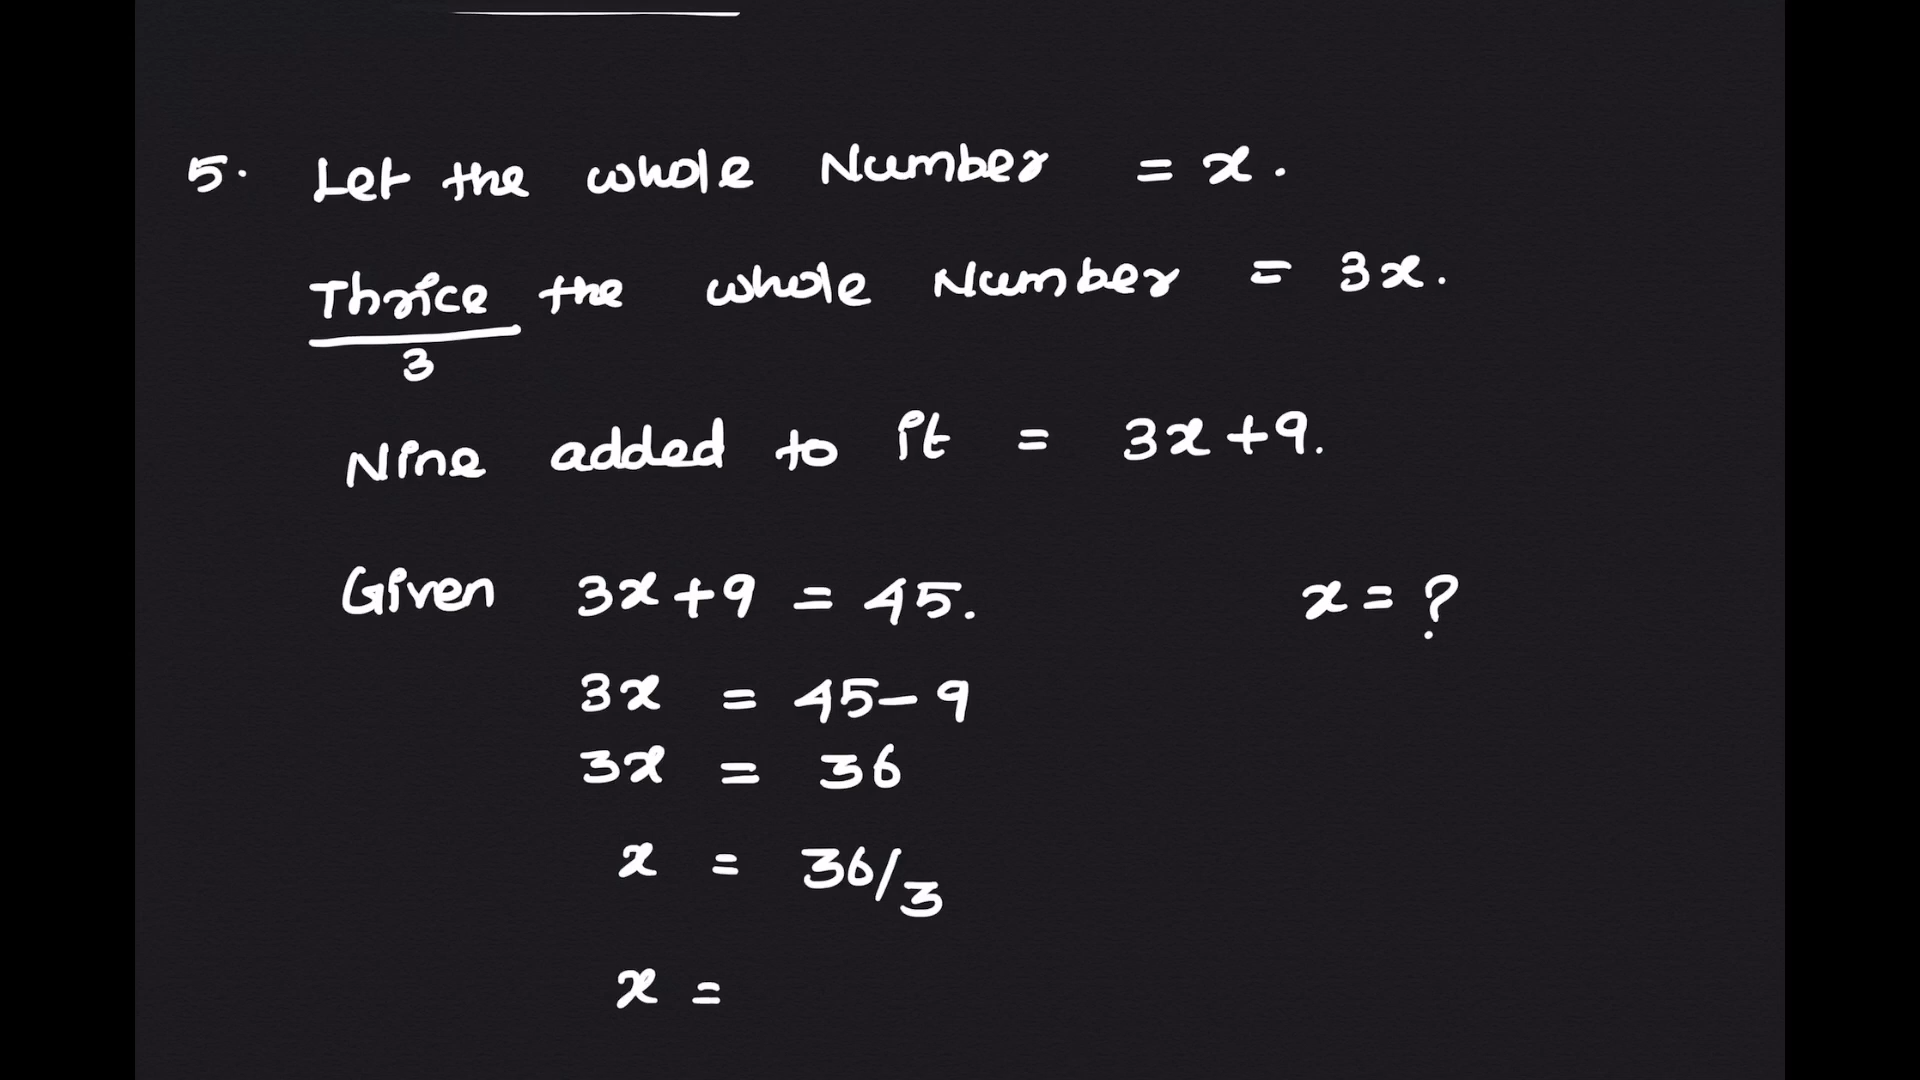 5. Let the whole Number = x.
Thrice the whole Number = 3x.
3
Nine added to it = 3x+9.
Given 3x+9 = 45. x = ?
3x = 45-9
3x = 36
x = 36/3
x =